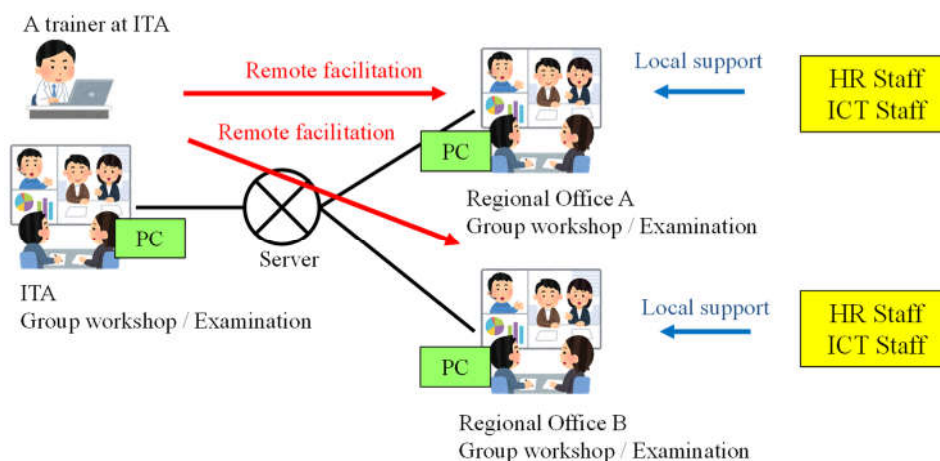 A trainer at ITA
Remote facilitation
Local support
HR Staff
ICT Staff
Remote facilitation
PC
PC
Regional Office A
Group workshop / Examination
Server
ITA
Group workshop / Examination
Local support
HR Staff
ICT Staff
PC
Regional Office B
Group workshop / Examination